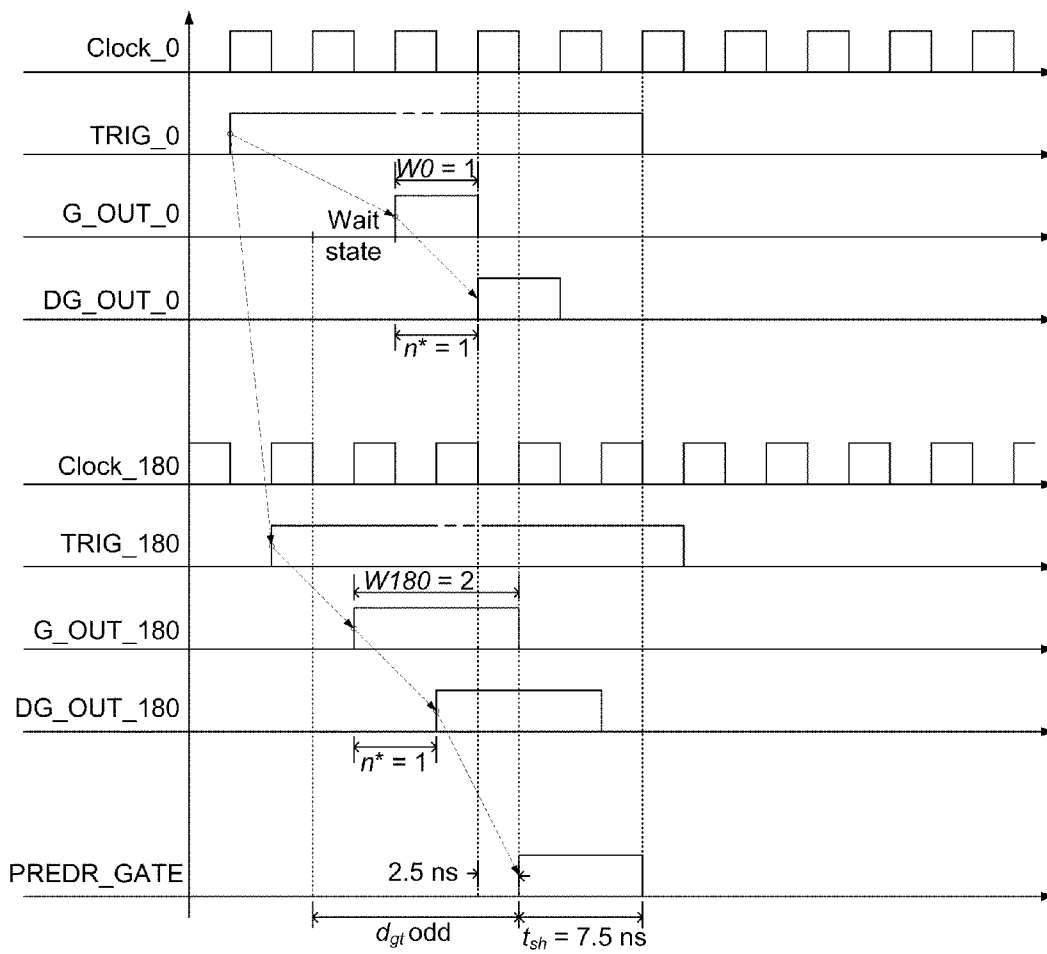 Clock_0
TRIG_0
W0 = 1
G_OUT_0
Wait
state
DG_OUT_0
n* = 1
Clock_180
TRIG_180
W180 = 2
G_OUT_180
DG_OUT_180
n* = 1
PREDR_GATE
2.5 ns
dgt odd
tsh = 7.5 ns